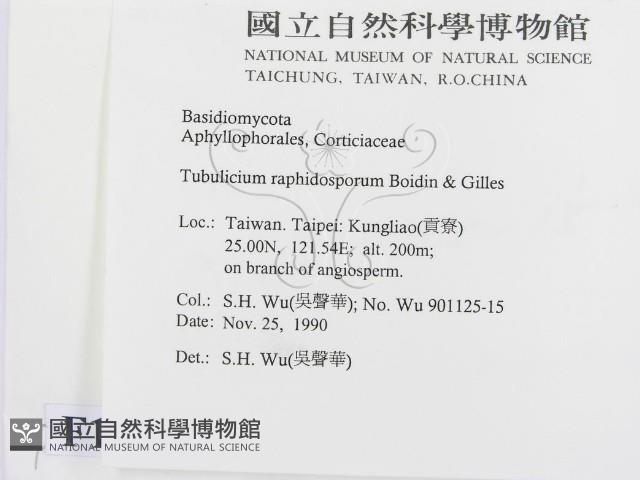 國立自然科學博物館
NATIONAL MUSEUM OF NATURAL SCIENCE
TAICHUNG, TAIWAN, R.O.CHINA
Basidiomycota
Aphyllophorales, Corticiaceae
Tubulicium raphidosporum Boidin & Gilles
Loc.: Taiwan. Taipei: Kungliao(貢寮)
25.00N, 121.54E; alt. 200m;
on branch of angiosperm.
Col.: S.H. Wu(吳聲華); No. Wu 901125-15
Date: Nov. 25, 1990
Det.: S.H. Wu(吳聲華)
國立自然科學博物館
NATIONAL MUSEUM OF NATURAL SCIENCE